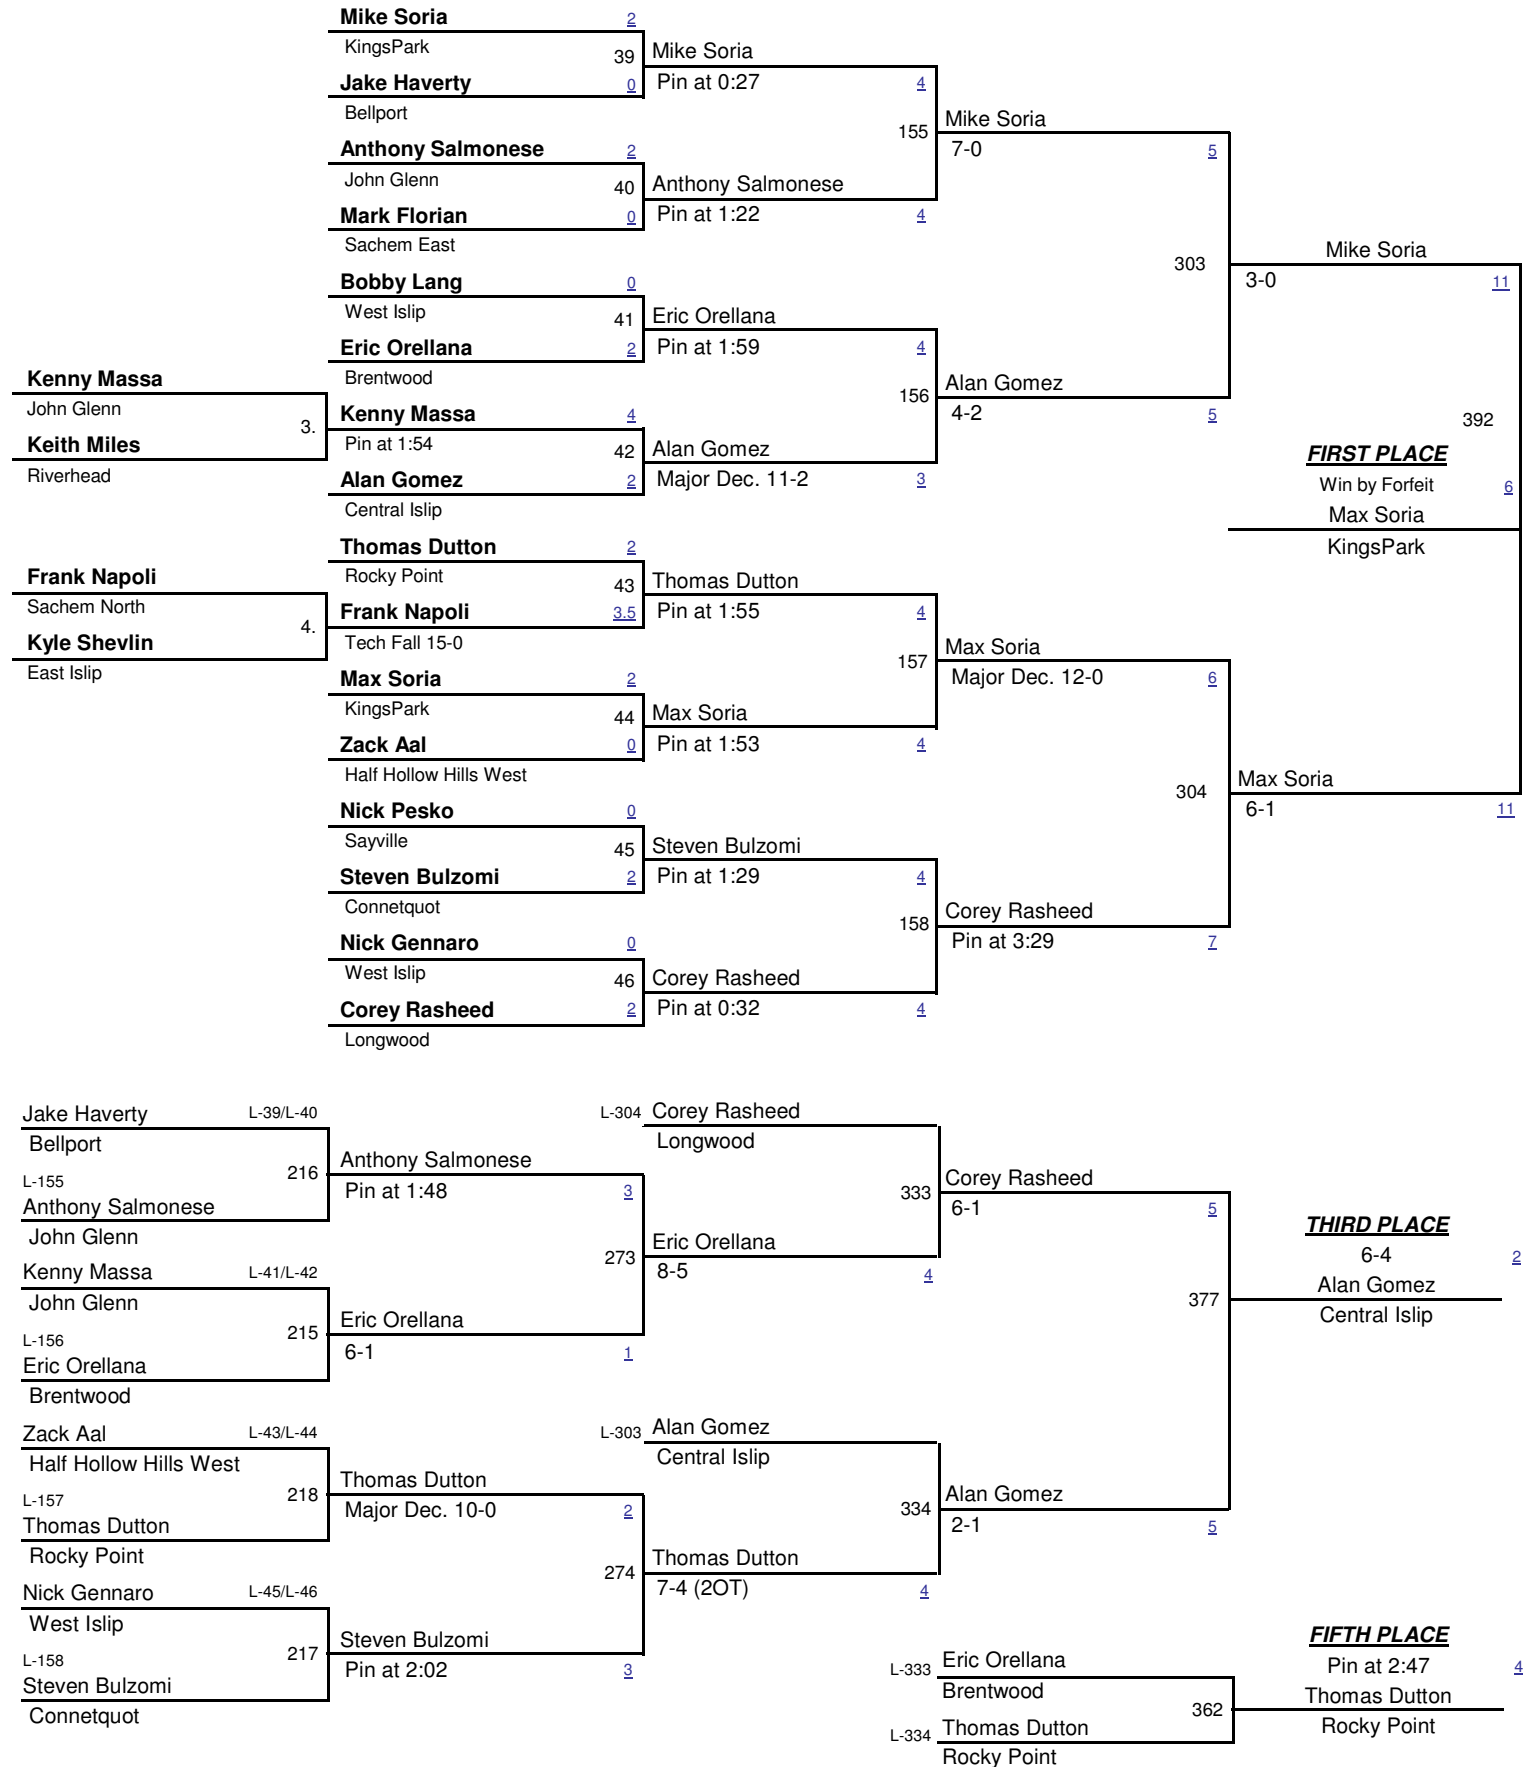 Mike Soria 2
KingsPark
39
Mike Soria
Jake Haverty 0
Pin at 0:27 4
Bellport
Mike Soria
155
7-0 5
Anthony Salmonese 2
John Glenn
40
Anthony Salmonese
Mark Florian 0
Pin at 1:22 4
Sachem East
Mike Soria
303
3-0 11
Bobby Lang 0
West Islip
41
Eric Orellana
Eric Orellana 2
Pin at 1:59 4
Brentwood
Kenny Massa
John Glenn
3.
Keith Miles
Riverhead
Alan Gomez
156
4-2 5
Kenny Massa 4
Pin at 1:54
42
Alan Gomez
Alan Gomez 2
Major Dec. 11-2 3
Central Islip
392
FIRST PLACE
Win by Forfeit 6
Max Soria
KingsPark
Thomas Dutton 2
Rocky Point
43
Thomas Dutton
Frank Napoli
Sachem North
4.
Kyle Shevlin
East Islip
Frank Napoli 3.5
Pin at 1:55 4
Tech Fall 15-0
Max Soria
157
Major Dec. 12-0 6
Max Soria 2
KingsPark
44
Max Soria
Zack Aal 0
Pin at 1:53 4
Half Hollow Hills West
Max Soria
304
6-1 11
Nick Pesko 0
Sayville
45
Steven Bulzomi
Steven Bulzomi 2
Pin at 1:29 4
Connetquot
Corey Rasheed
158
Pin at 3:29 7
Nick Gennaro 0
West Islip
46
Corey Rasheed
Corey Rasheed 2
Pin at 0:32 4
Longwood
Jake Haverty L-39/L-40
Bellport
216
L-155
Anthony Salmonese
John Glenn
Anthony Salmonese
Pin at 1:48 3
Kenny Massa L-41/L-42
John Glenn
215
L-156
Eric Orellana
Brentwood
Eric Orellana
6-1 1
273
L-304 Corey Rasheed
Longwood
333
Eric Orellana
8-5 4
Corey Rasheed
6-1 5
Zack Aal L-43/L-44
Half Hollow Hills West
218
L-157
Thomas Dutton
Rocky Point
Thomas Dutton
Major Dec. 10-0 2
Nick Gennaro L-45/L-46
West Islip
217
L-158
Steven Bulzomi
Connetquot
Steven Bulzomi
Pin at 2:02 3
274
L-303 Alan Gomez
Central Islip
334
Thomas Dutton
7-4 (2OT) 4
Alan Gomez
2-1 5
377
THIRD PLACE
6-4 2
Alan Gomez
Central Islip
L-333 Eric Orellana
Brentwood
362
L-334 Thomas Dutton
Rocky Point
FIFTH PLACE
Pin at 2:47 4
Thomas Dutton
Rocky Point